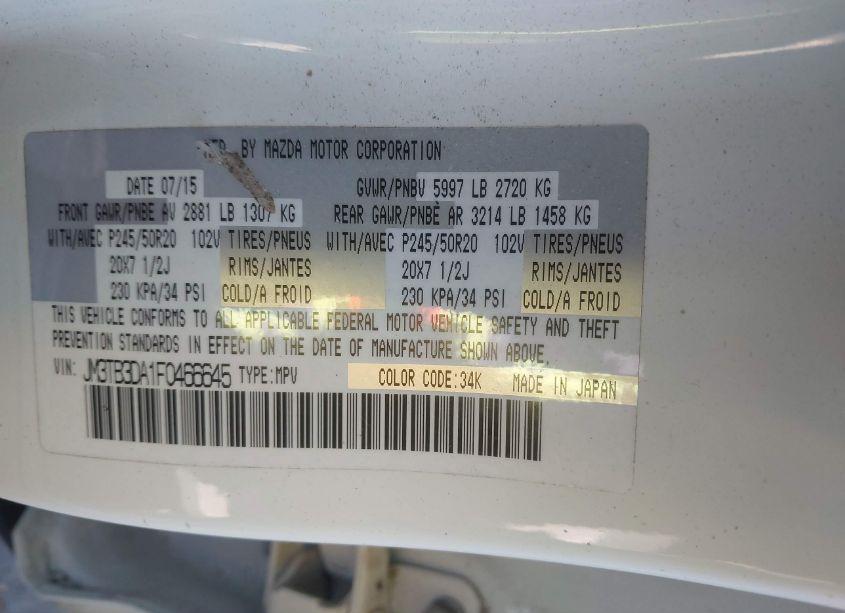 MFD. BY MAZDA MOTOR CORPORATION
DATE 07/15 GVWR/PNBV 5997 LB 2720 KG
FRONT GAWR/PNBE AV 2881 LB 1307 KG REAR GAWR/PNBÈ AR 3214 LB 1458 KG
WITH/AVEC P245/50R20 102V TIRES/PNEUS WITH/AVEC P245/50R20 102V TIRES/PNEUS
20X7 1/2J RIMS/JANTES 20X7 1/2J RIMS/JANTES
230 KPA/34 PSI COLD/A FROID 230 KPA/34 PSI COLD/A FROID
THIS VEHICLE CONFORMS TO ALL APPLICABLE FEDERAL MOTOR VEHICLE SAFETY AND THEFT
PREVENTION STANDARDS IN EFFECT ON THE DATE OF MANUFACTURE SHOWN ABOVE.
VIN: JM3TB3DA1F0466645 TYPE:MPV COLOR CODE:34K MADE IN JAPAN